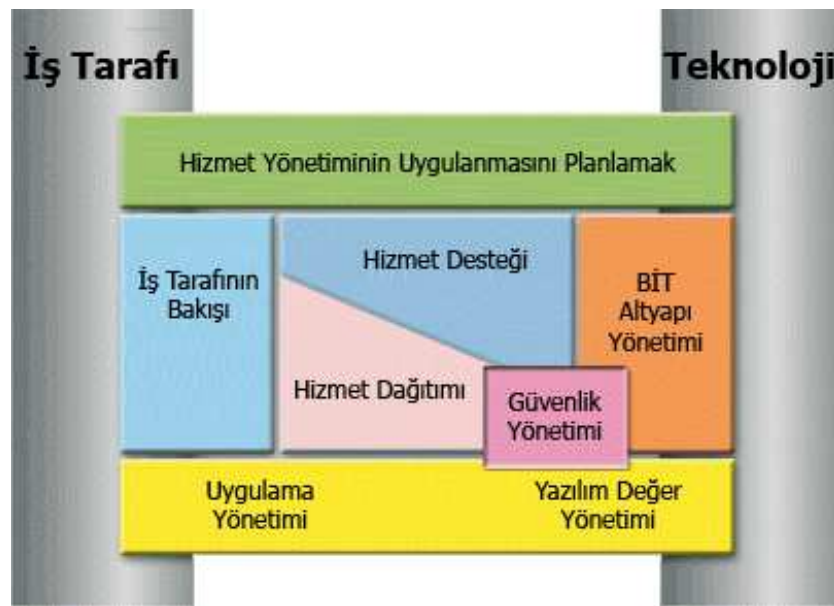 İş Tarafı
Teknoloji
Hizmet Yönetiminin Uygulanmasını Planlamak
İş Tarafının
Bakışı
Hizmet Desteği
BİT
Altyapı
Yönetimi
Hizmet Dağıtımı
Güvenlik
Yönetimi
Uygulama
Yönetimi
Yazılım Değer
Yönetimi